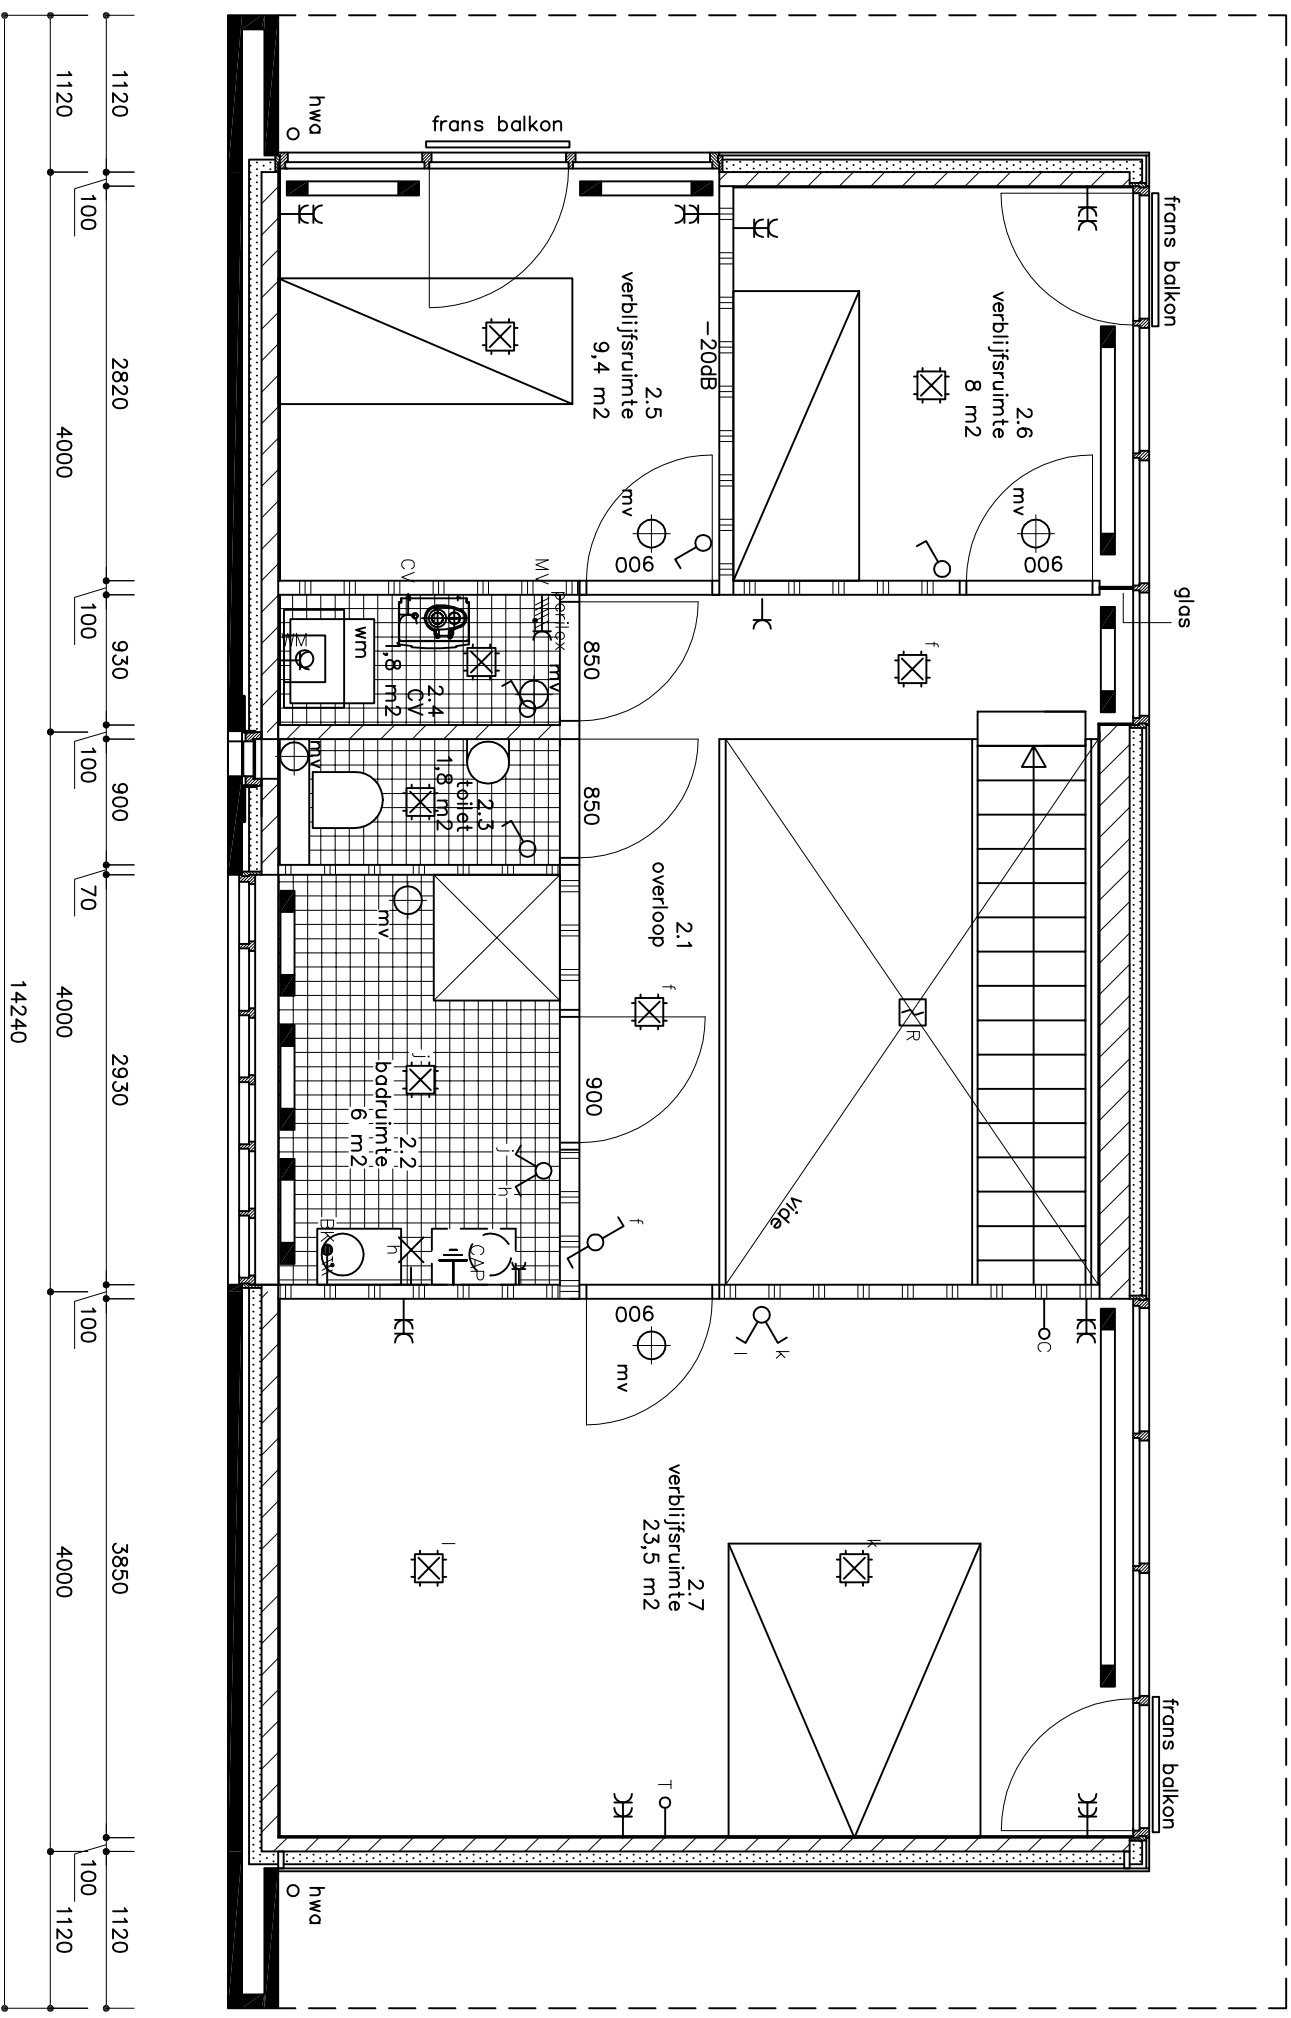 frans balkon
hwa
frans balkon
2.5
verblijfsruimte
9,4 m2
-20dB
2.6
verblijfsruimte
8 m2
mv
900
mv
900
glas
CV
MV
perilex
WM
wm
2.4
CV
1,8 m2
mv
850
f
mv
2.3
toilet
1,8 m2
850
2.1
overloop
f
mv
R
vide
j
2.2
badruimte
6 m2
900
j
h
f
h
CAP
900
mv
l
k
C
2.7
verblijfsruimte
23,5 m2
l
k
T
frans balkon
hwa
1120
2820
930
900
2930
3850
1120
100
100
100
70
100
100
1120
4000
4000
4000
1120
14240